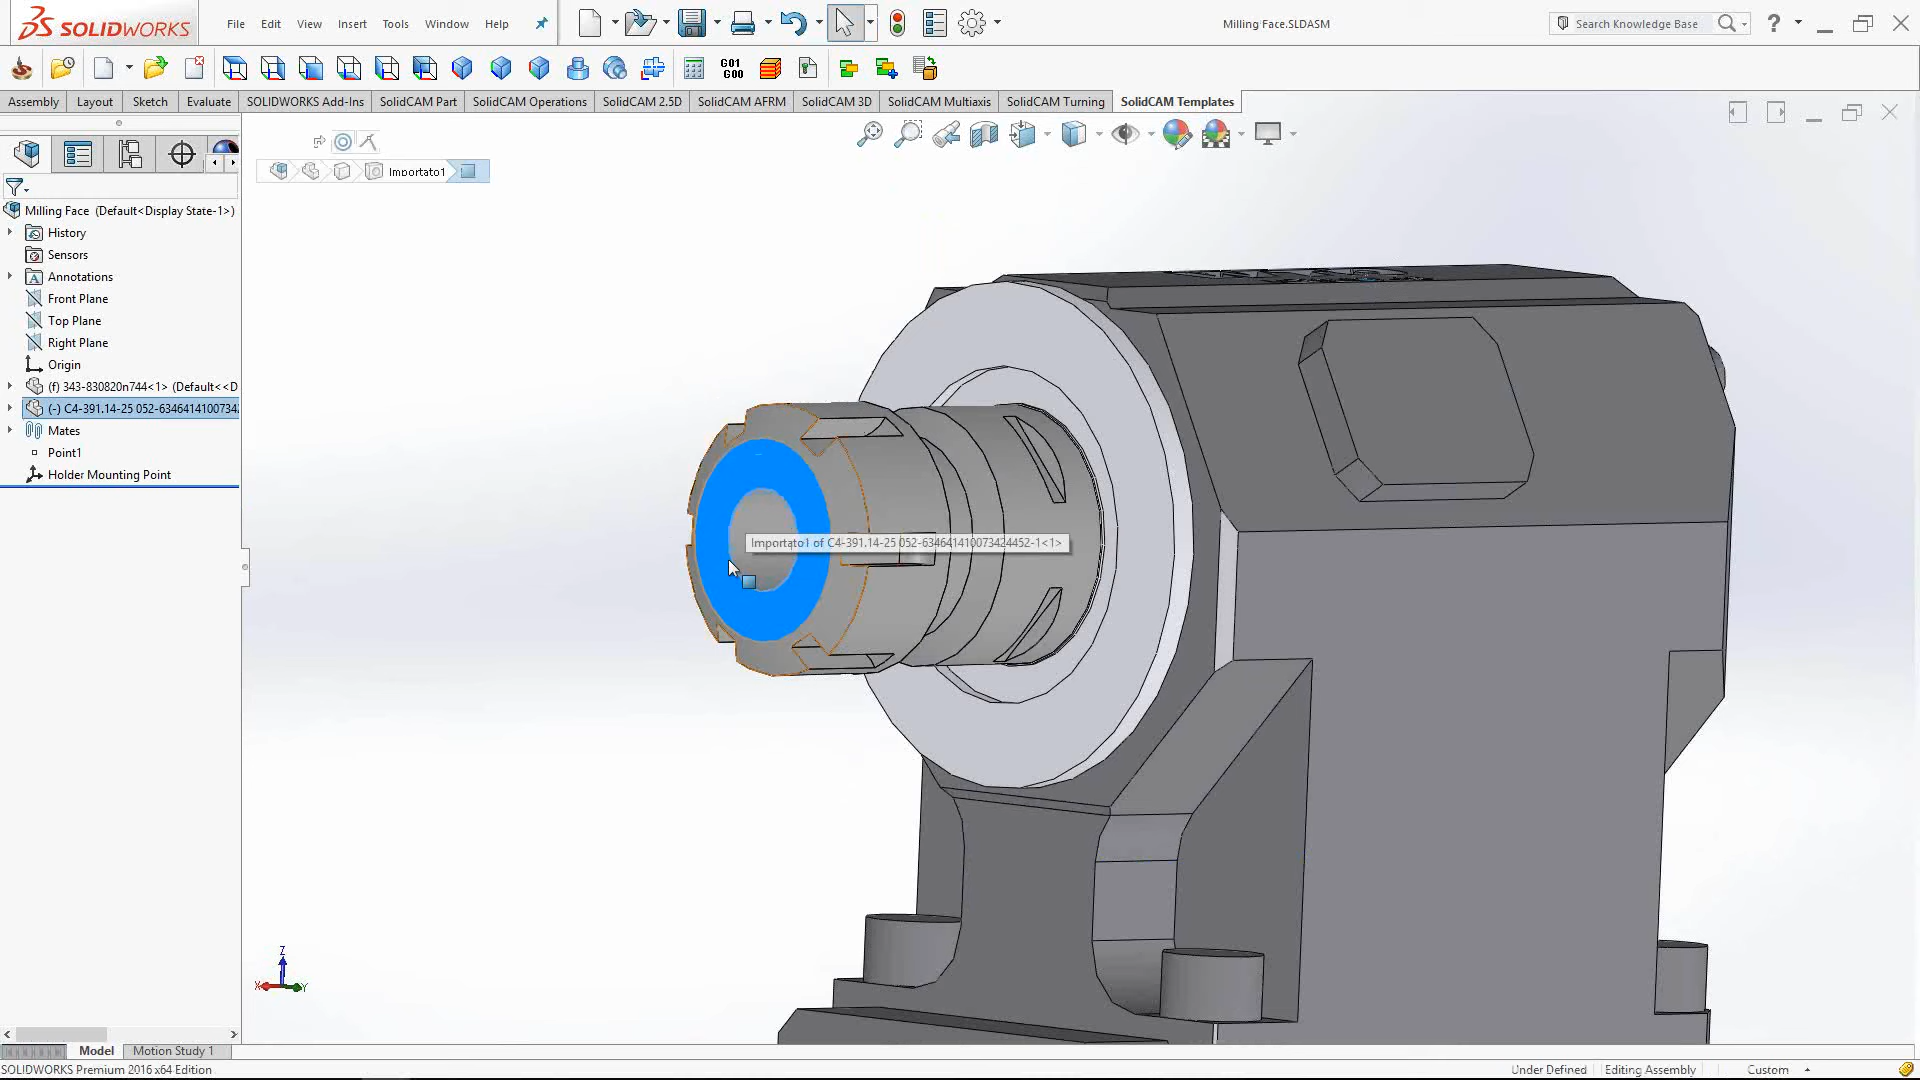 SOLIDWORKS
File Edit View Insert Tools Window Help
Milling Face.SLDASM
Search Knowledge Base
?
G01
G00
Assembly Layout Sketch Evaluate SOLIDWORKS Add-Ins SolidCAM Part SolidCAM Operations SolidCAM 2.5D SolidCAM AFRM SolidCAM 3D SolidCAM Multiaxis SolidCAM Turning SolidCAM Templates
Importato1
Milling Face (Default<Display State-1>)
History
Sensors
Annotations
Front Plane
Top Plane
Right Plane
Origin
(f) 343-830820n744<1> (Default<<D
(-) C4-391.14-25 052-6346414100734
Mates
Point1
Holder Mounting Point
Importato1 of C4-391.14-25 052-634641410073424452-1<1>
Z
X
Y
Model Motion Study 1
SOLIDWORKS Premium 2016 x64 Edition
Under Defined Editing Assembly Custom